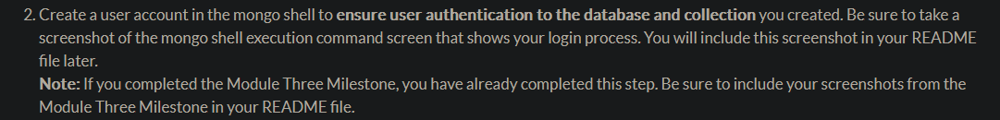 2. Create a user account in the mongo shell to ensure user authentication to the database and collection you created. Be sure to take a
screenshot of the mongo shell execution command screen that shows your login process. You will include this screenshot in your README
file later.
Note: If you completed the Module Three Milestone, you have already completed this step. Be sure to include your screenshots from the
Module Three Milestone in your README file.